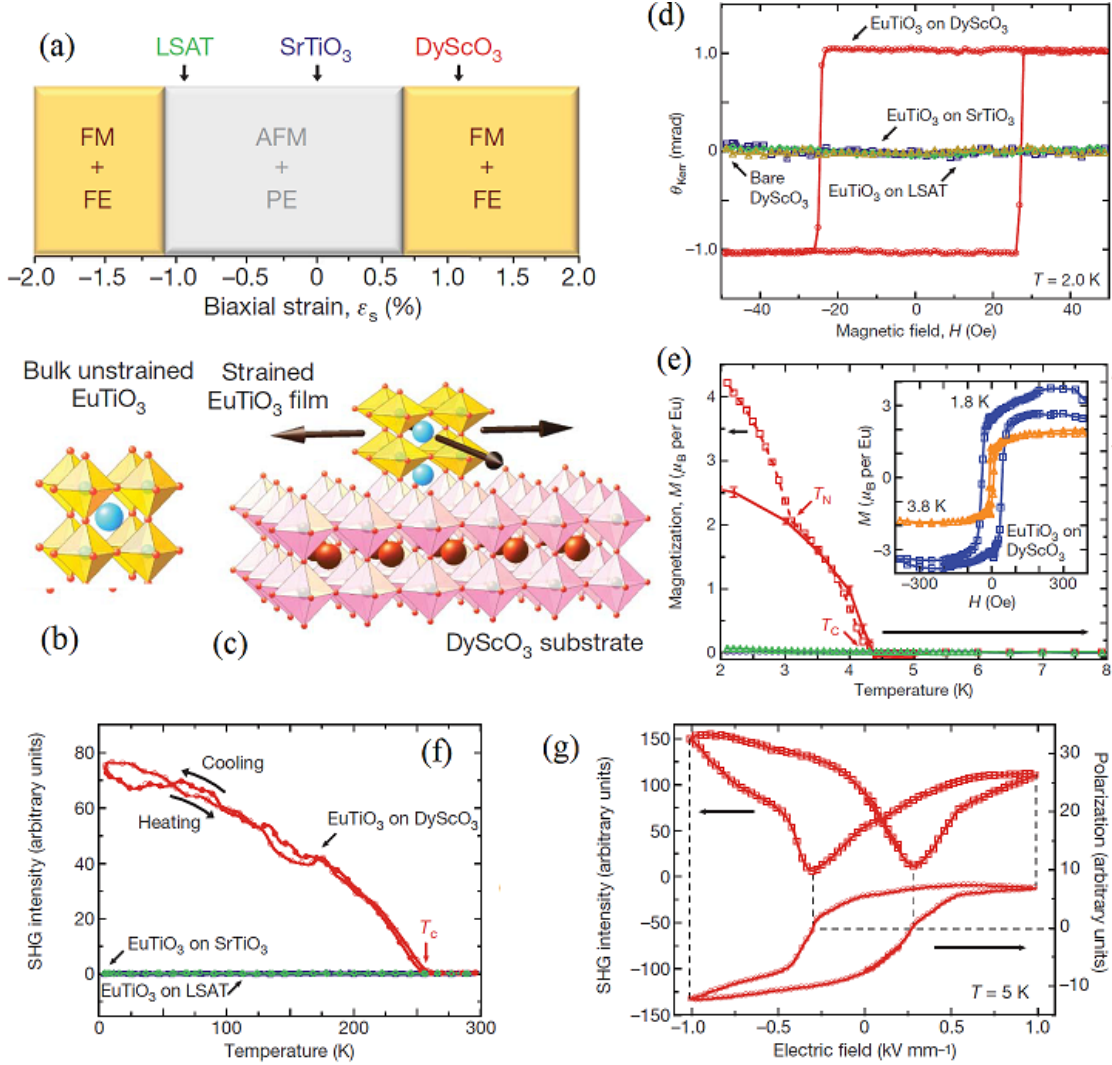 (a)
LSAT SrTiO3 DyScO3
FM + FE
AFM + PE
FM + FE
−2.0 −1.5 −1.0 −0.5 0 0.5 1.0 1.5 2.0
Biaxial strain, εs (%)
Bulk unstrained
EuTiO3
(b)
Strained
EuTiO3 film
(c)
DyScO3 substrate
(d)
EuTiO3 on DyScO3
EuTiO3 on SrTiO3
Bare
DyScO3
EuTiO3 on LSAT
θKerr (mrad)
1.0
0
−1.0
T = 2.0 K
−40 −20 0 20 40
Magnetic field, H (Oe)
(e)
Magnetization, M (μB per Eu)
4
3
2
1
0
TN
TC
2 3 4 5 6 7 8
Temperature (K)
M (μB per Eu)
3
0
−3
1.8 K
3.8 K
EuTiO3 on
DyScO3
−300 0 300
H (Oe)
(f)
SHG intensity (arbitrary units)
80
60
40
20
0
Cooling
Heating
EuTiO3 on DyScO3
Tc
EuTiO3 on SrTiO3
EuTiO3 on LSAT
0 100 200 300
Temperature (K)
(g)
SHG intensity (arbitrary units)
150
100
50
75
25
0
−50
−100
−150
Polarization (arbitrary units)
30
20
10
0
−10
T = 5 K
−1.0 −0.5 0 0.5 1.0
Electric field (kV mm−1)